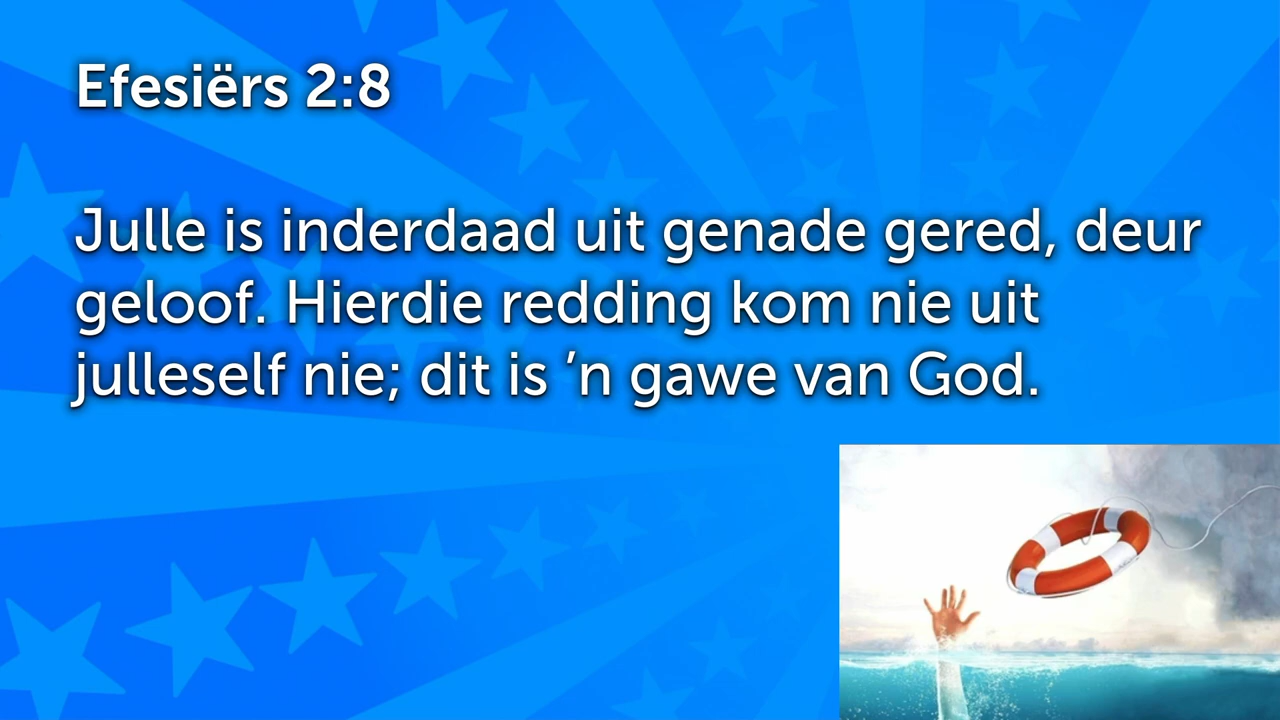 Efesiërs 2:8
Julle is inderdaad uit genade gered, deur
geloof. Hierdie redding kom nie uit
julleself nie; dit is ’n gawe van God.